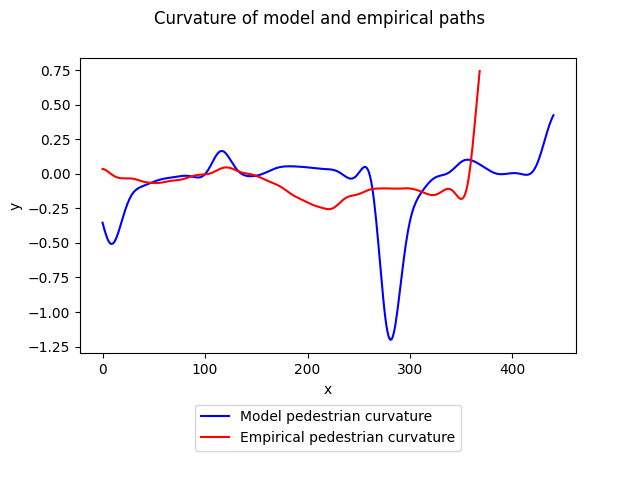 Curvature of model and empirical paths
0.75
0.50
0.25
0.00
−0.25
−0.50
−0.75
−1.00
−1.25
y
0 100 200 300 400
x
Model pedestrian curvature
Empirical pedestrian curvature